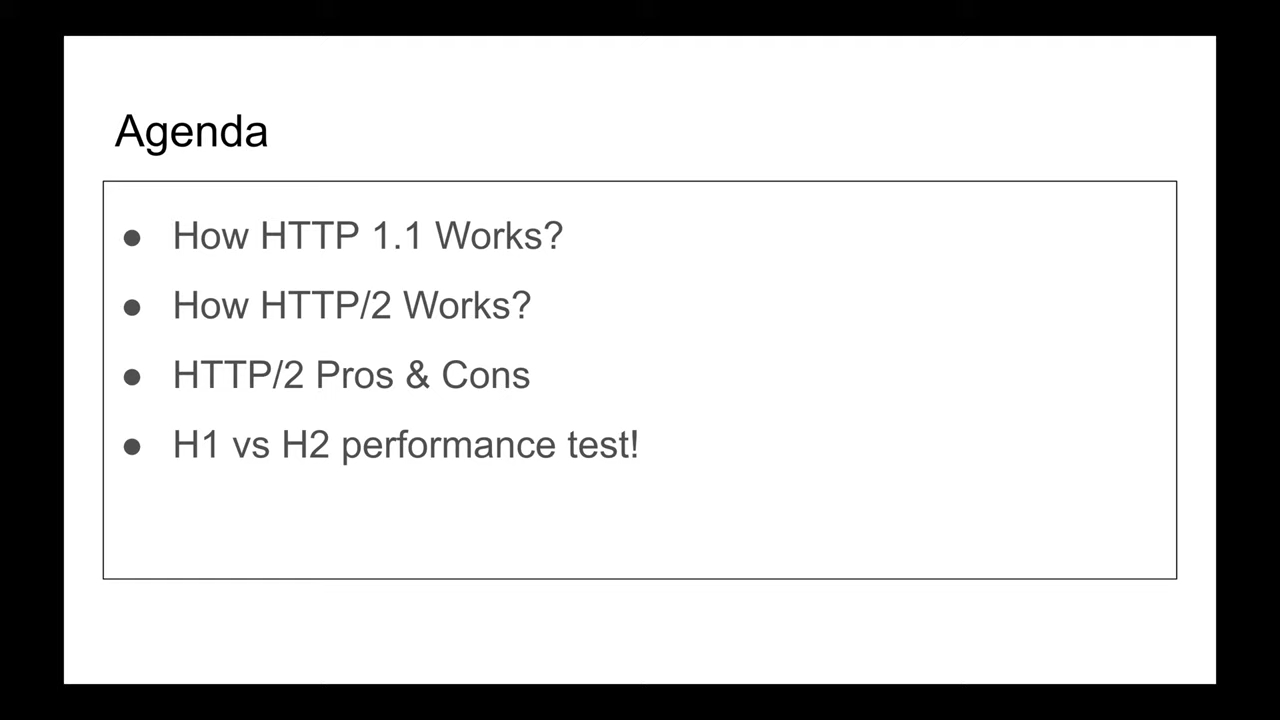 Agenda
● How HTTP 1.1 Works?
● How HTTP/2 Works?
● HTTP/2 Pros & Cons
● H1 vs H2 performance test!